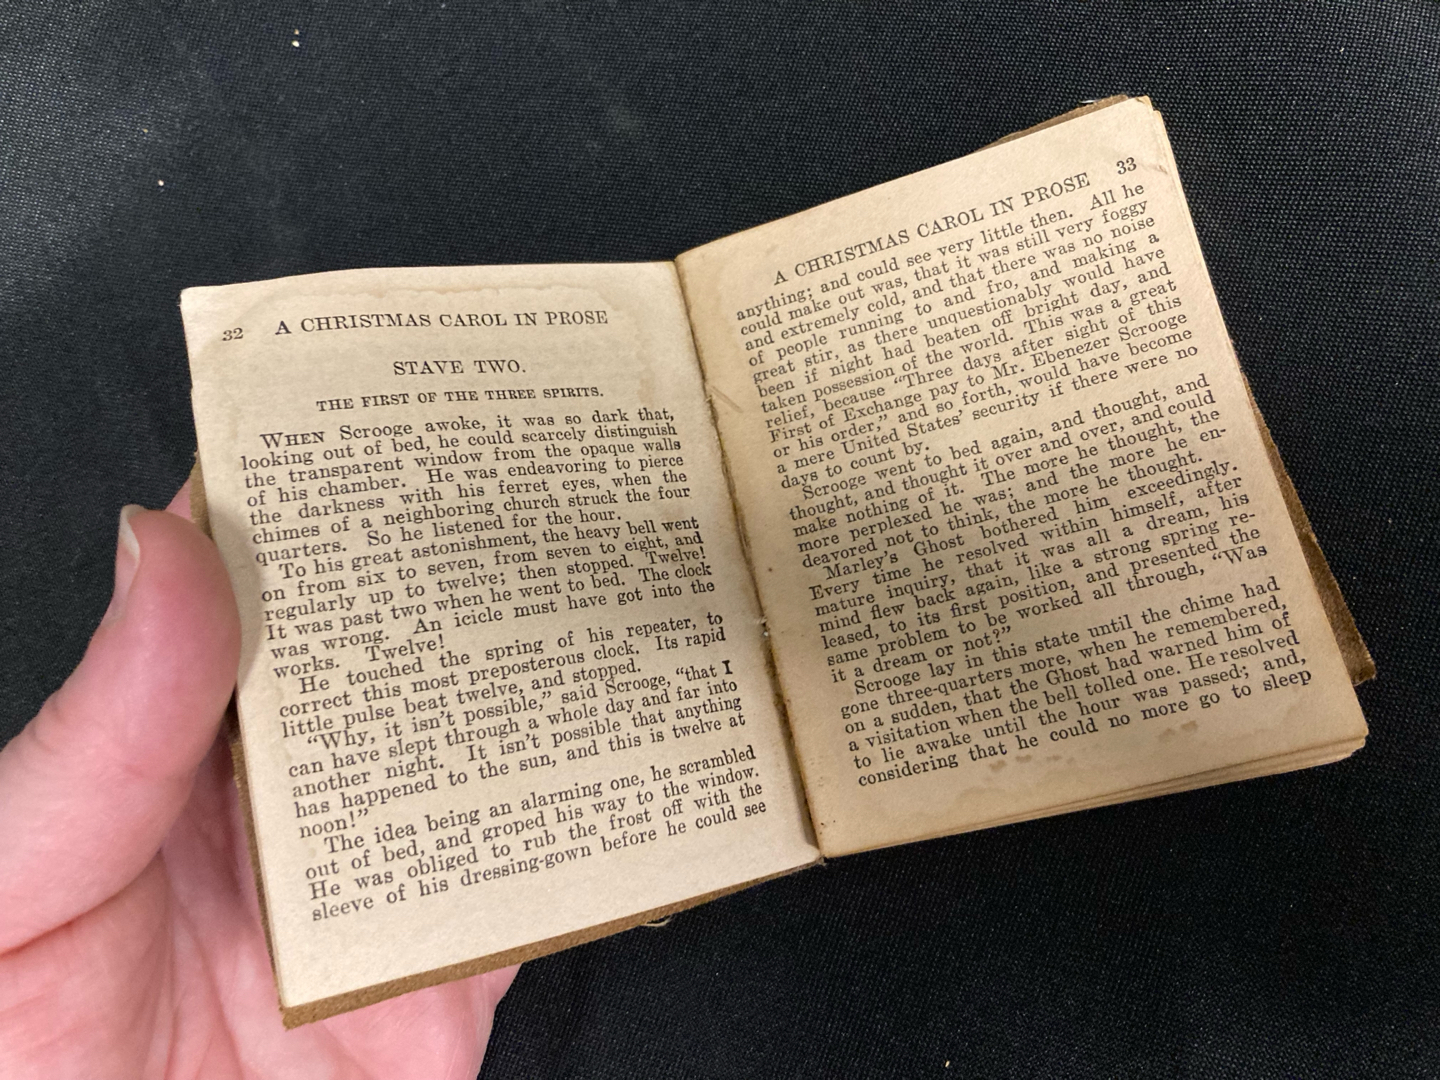 32 A CHRISTMAS CAROL IN PROSE
STAVE TWO.
THE FIRST OF THE THREE SPIRITS.
WHEN Scrooge awoke, it was so dark that,
looking out of bed, he could scarcely distinguish
the transparent window from the opaque walls
of his chamber. He was endeavoring to pierce
the darkness with his ferret eyes, when the
chimes of a neighboring church struck the four
quarters. So he listened for the hour.
To his great astonishment, the heavy bell went
on from six to seven, from seven to eight, and
regularly up to twelve; then stopped. Twelve!
It was past two when he went to bed. The clock
was wrong. An icicle must have got into the
works. Twelve!
He touched the spring of his repeater, to
correct this most preposterous clock. Its rapid
little pulse beat twelve, and stopped.
"Why, it isn't possible," said Scrooge, "that I
can have slept through a whole day and far into
another night. It isn't possible that anything
has happened to the sun, and this is twelve at
noon!"
The idea being an alarming one, he scrambled
out of bed, and groped his way to the window.
He was obliged to rub the frost off with the
sleeve of his dressing-gown before he could see
A CHRISTMAS CAROL IN PROSE 33
anything; and could see very little then. All he
could make out was, that it was still very foggy
and extremely cold, and that there was no noise
of people running to and fro, and making a
great stir, as there unquestionably would have
been if night had beaten off bright day, and
taken possession of the world. This was a great
relief, because "Three days after sight of this
First of Exchange pay to Mr. Ebenezer Scrooge
or his order," and so forth, would have become
a mere United States' security if there were no
days to count by.
Scrooge went to bed again, and thought, and
thought, and thought it over and over, and could
make nothing of it. The more he thought, the
more perplexed he was; and the more he en-
deavored not to think, the more he thought.
Marley's Ghost bothered him exceedingly.
Every time he resolved within himself, after
mature inquiry, that it was all a dream, his
mind flew back again, like a strong spring re-
leased, to its first position, and presented the
same problem to be worked all through, "Was
it a dream or not?"
Scrooge lay in this state until the chime had
gone three-quarters more, when he remembered,
on a sudden, that the Ghost had warned him of
a visitation when the bell tolled one. He resolved
to lie awake until the hour was passed; and,
considering that he could no more go to sleep